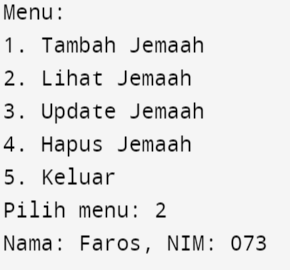 Menu:
1. Tambah Jemaah
2. Lihat Jemaah
3. Update Jemaah
4. Hapus Jemaah
5. Keluar
Pilih menu: 2
Nama: Faros, NIM: 073